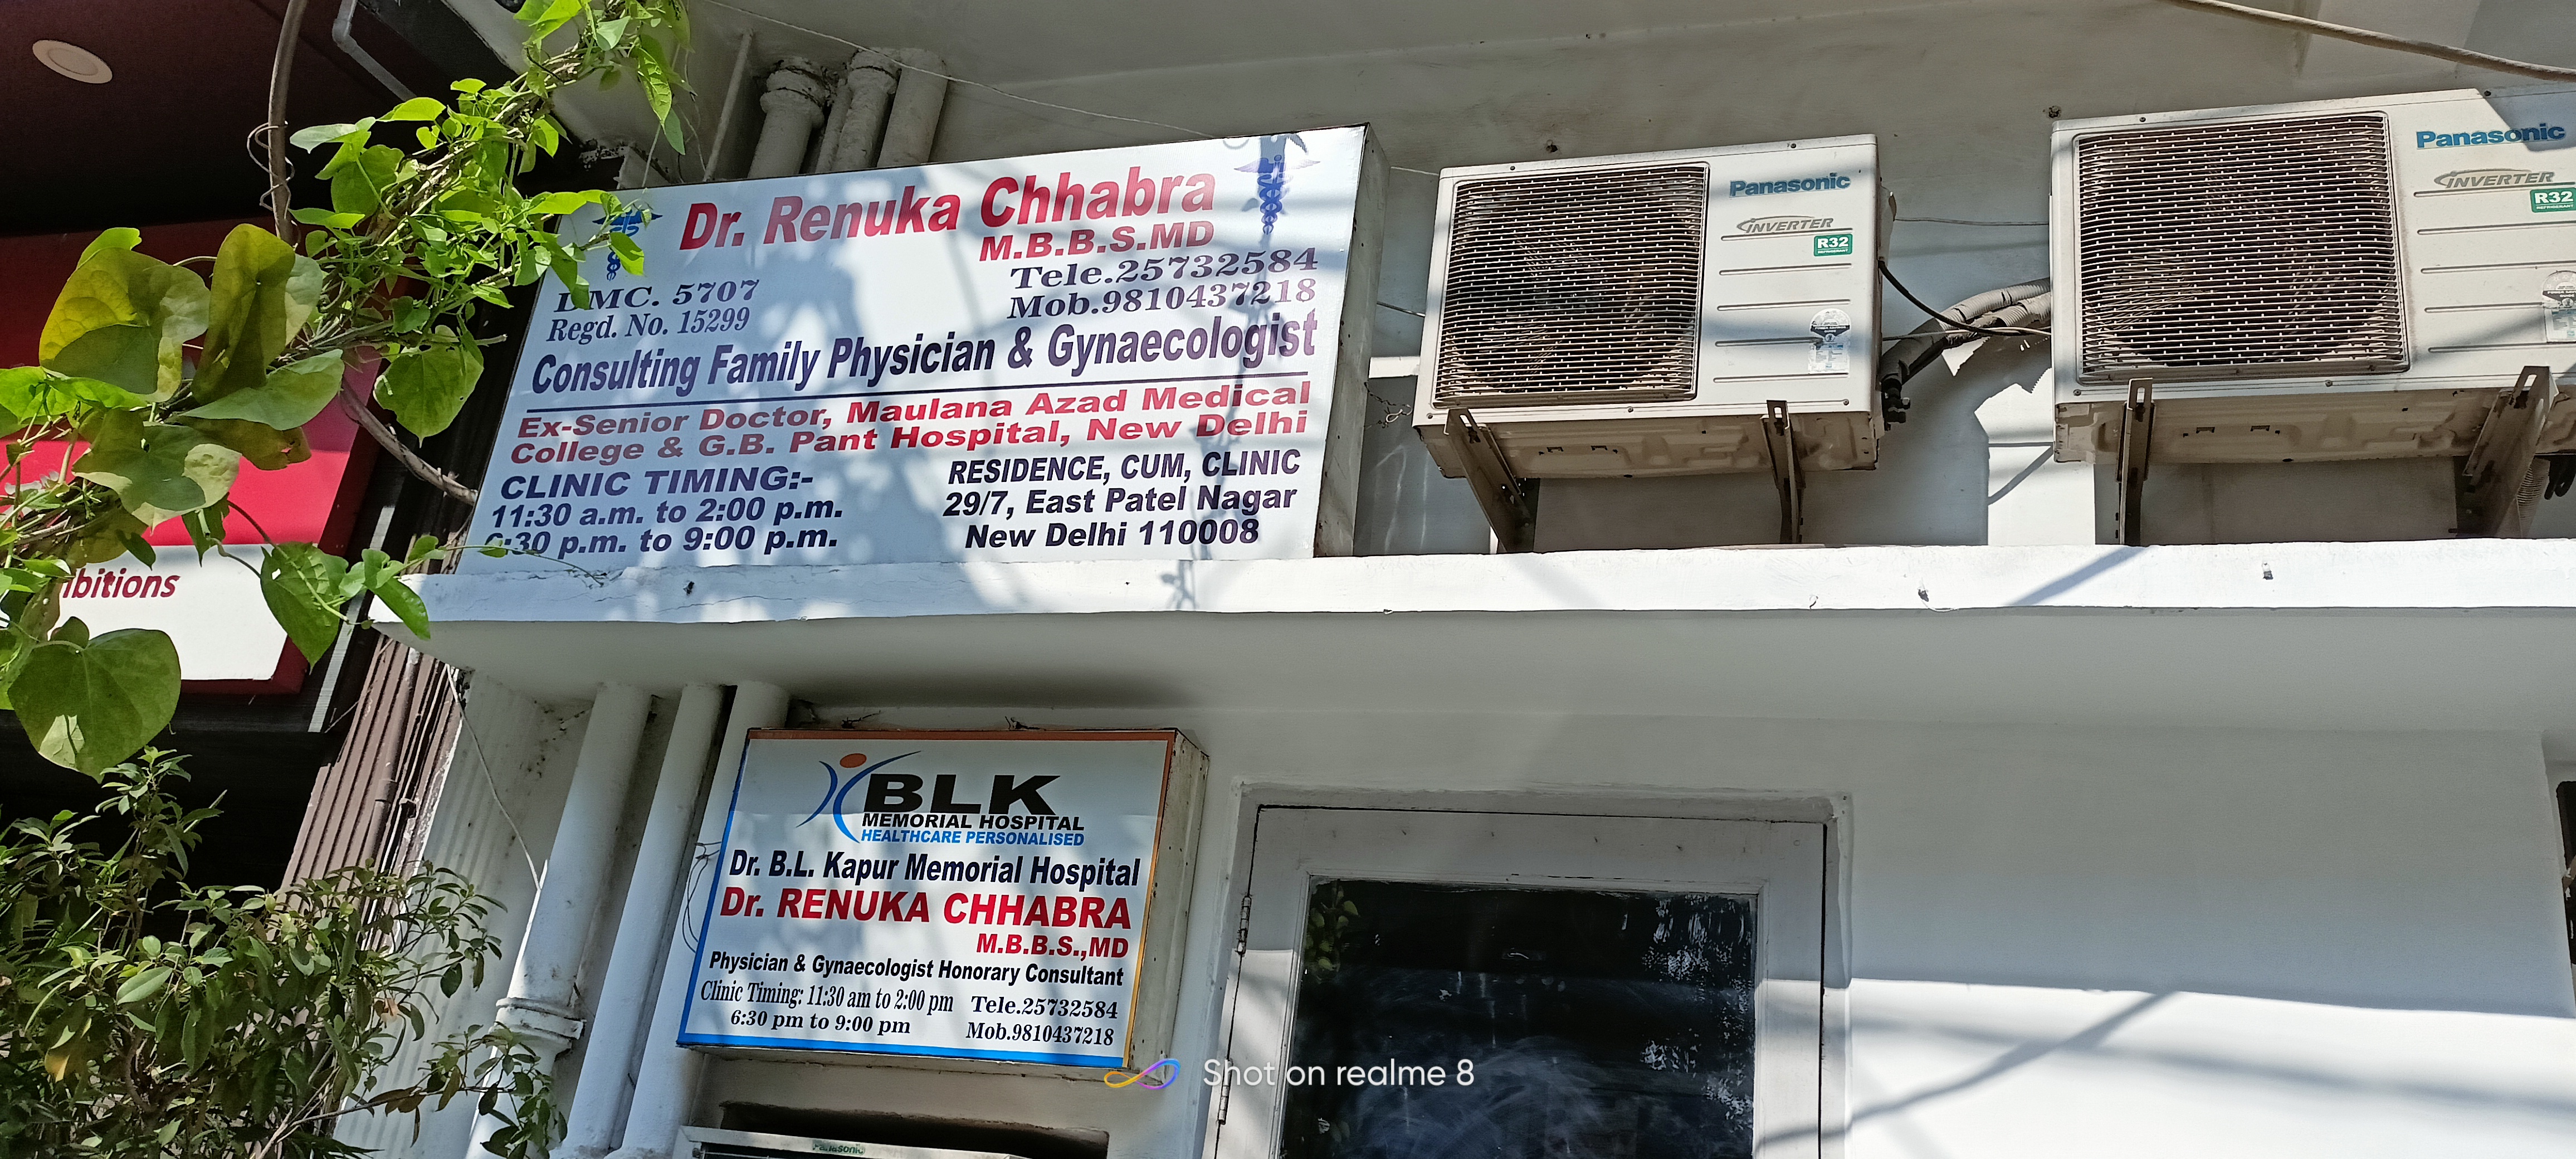 Dr. Renuka Chhabra
M.B.B.S.MD
Tele.25732584
Mob.9810437218
DMC. 5707
Regd. No. 15299
Consulting Family Physician & Gynaecologist
Ex-Senior Doctor, Maulana Azad Medical
College & G.B. Pant Hospital, New Delhi
CLINIC TIMING:-
11:30 a.m. to 2:00 p.m.
6:30 p.m. to 9:00 p.m.
RESIDENCE, CUM, CLINIC
29/7, East Patel Nagar
New Delhi 110008
Panasonic
INVERTER
R32
Panasonic
INVERTER
R32
BLK
MEMORIAL HOSPITAL
HEALTHCARE PERSONALISED
Dr. B.L. Kapur Memorial Hospital
Dr. RENUKA CHHABRA
M.B.B.S.,MD
Physician & Gynaecologist Honorary Consultant
Clinic Timing: 11:30 am to 2:00 pm
6:30 pm to 9:00 pm
Tele.25732584
Mob.9810437218
Panasonic
Shot on realme 8